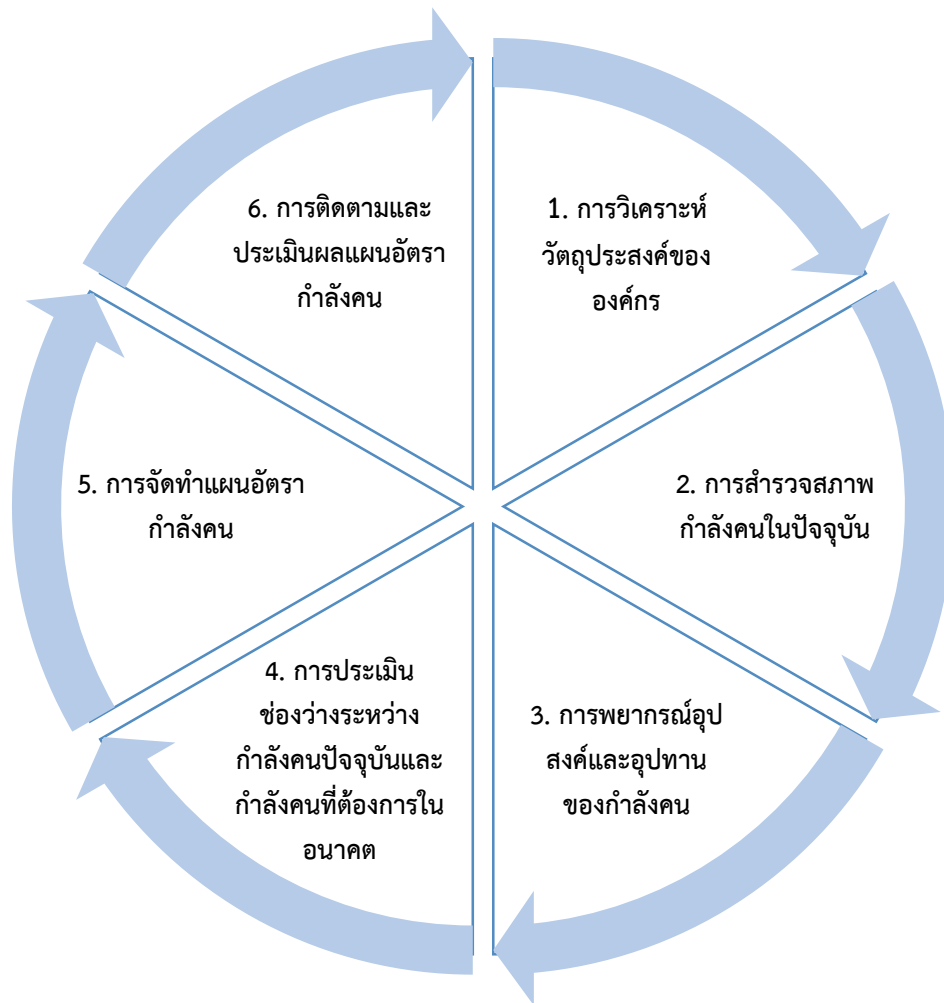 1. การวิเคราะห์
วัตถุประสงค์ของ
องค์กร
2. การสำรวจสภาพ
กำลังคนในปัจจุบัน
3. การพยากรณ์อุป
สงค์และอุปทาน
ของกำลังคน
4. การประเมิน
ช่องว่างระหว่าง
กำลังคนปัจจุบันและ
กำลังคนที่ต้องการใน
อนาคต
5. การจัดทำแผนอัตรา
กำลังคน
6. การติดตามและ
ประเมินผลแผนอัตรา
กำลังคน